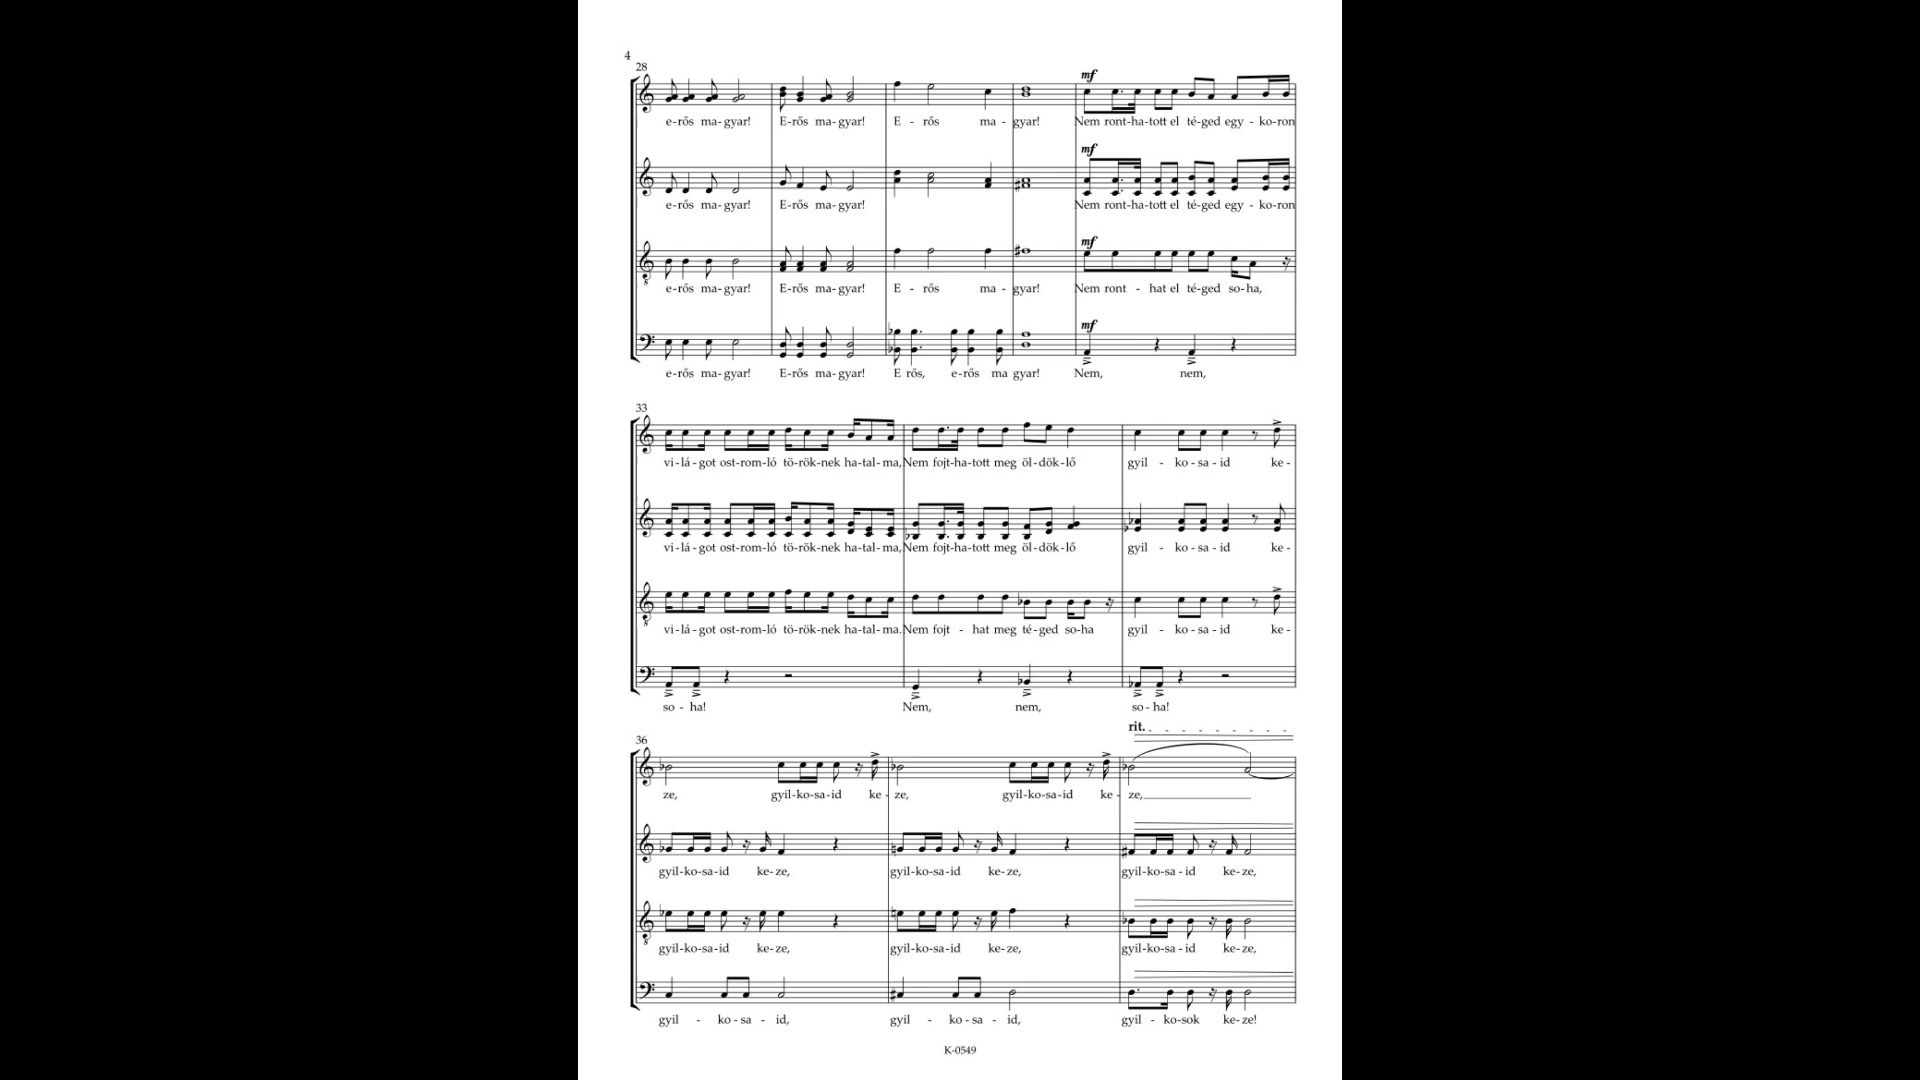 4
28
mf
e-rős ma-gyar! E-rős ma-gyar! E - rős ma - gyar! Nem ront-ha-tott el té-ged egy - ko-ron
mf
e-rős ma-gyar! E-rős ma-gyar! Nem ront-ha-tott el té-ged egy - ko-ron
mf
e-rős ma-gyar! E-rős ma-gyar! E - rős ma - gyar! Nem ront - hat el té-ged so-ha,
mf
e-rős ma-gyar! E-rős ma-gyar! E rős, e-rős ma gyar! Nem, nem,
33
vi-lá-got ost-rom-ló tö-rök-nek ha-tal-ma, Nem fojt-ha-tott meg öl-dök-lő gyil - ko-sa-id ke-
vi-lá-got ost-rom-ló tö-rök-nek ha-tal-ma, Nem fojt-ha-tott meg öl-dök-lő gyil - ko-sa-id ke-
vi-lá-got ost-rom-ló tö-rök-nek ha-tal-ma. Nem fojt - hat meg té-ged so-ha gyil - ko-sa-id ke-
so - ha! Nem, nem, so-ha!
rit.
36
ze, gyil-ko-sa-id ke - ze, gyil-ko-sa-id ke - ze,
gyil-ko-sa-id ke-ze, gyil-ko-sa-id ke-ze, gyil-ko-sa-id ke-ze,
gyil-ko-sa-id ke-ze, gyil-ko-sa-id ke-ze, gyil-ko-sa-id ke-ze,
gyil - ko-sa - id, gyil - ko-sa - id, gyil - ko-sok ke-ze!
K-0549